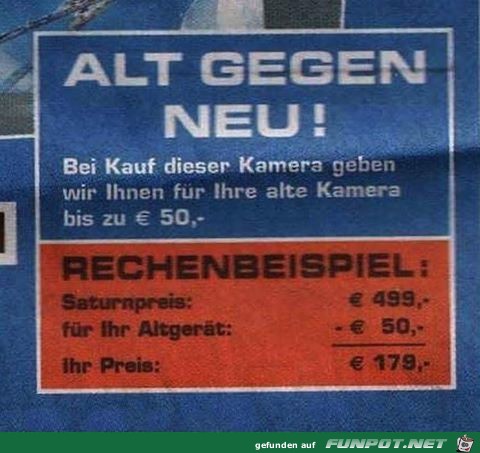 ALT GEGEN
NEU!
Bei Kauf dieser Kamera geben
wir Ihnen für Ihre alte Kamera
bis zu € 50,-
RECHENBEISPIEL:
Saturnpreis: € 499,-
für Ihr Altgerät: - € 50,-
Ihr Preis: € 179,-
gefunden auf FUNPOT.NET